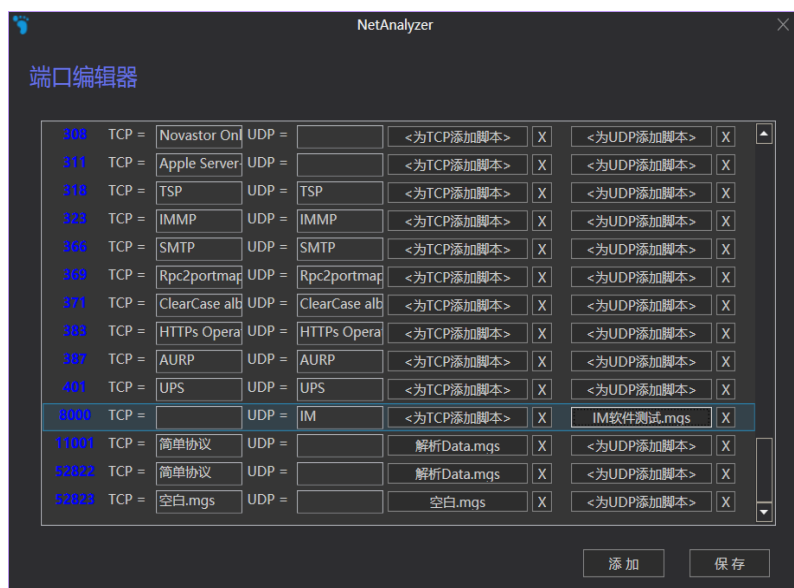 NetAnalyzer
端口编辑器
308 TCP = Novastor Onl UDP = <为TCP添加脚本> X <为UDP添加脚本> X
311 TCP = Apple Server- UDP = <为TCP添加脚本> X <为UDP添加脚本> X
318 TCP = TSP UDP = TSP <为TCP添加脚本> X <为UDP添加脚本> X
323 TCP = IMMP UDP = IMMP <为TCP添加脚本> X <为UDP添加脚本> X
366 TCP = SMTP UDP = SMTP <为TCP添加脚本> X <为UDP添加脚本> X
369 TCP = Rpc2portmap UDP = Rpc2portmap <为TCP添加脚本> X <为UDP添加脚本> X
371 TCP = ClearCase alb UDP = ClearCase alb <为TCP添加脚本> X <为UDP添加脚本> X
383 TCP = HTTPs Opera UDP = HTTPs Opera <为TCP添加脚本> X <为UDP添加脚本> X
387 TCP = AURP UDP = AURP <为TCP添加脚本> X <为UDP添加脚本> X
401 TCP = UPS UDP = UPS <为TCP添加脚本> X <为UDP添加脚本> X
8000 TCP = UDP = IM <为TCP添加脚本> X IM软件测试.mgs X
11001 TCP = 简单协议 UDP = 解析Data.mgs X <为UDP添加脚本> X
52822 TCP = 简单协议 UDP = 解析Data.mgs X <为UDP添加脚本> X
52823 TCP = 空白.mgs UDP = 空白.mgs X <为UDP添加脚本> X
添加 保存